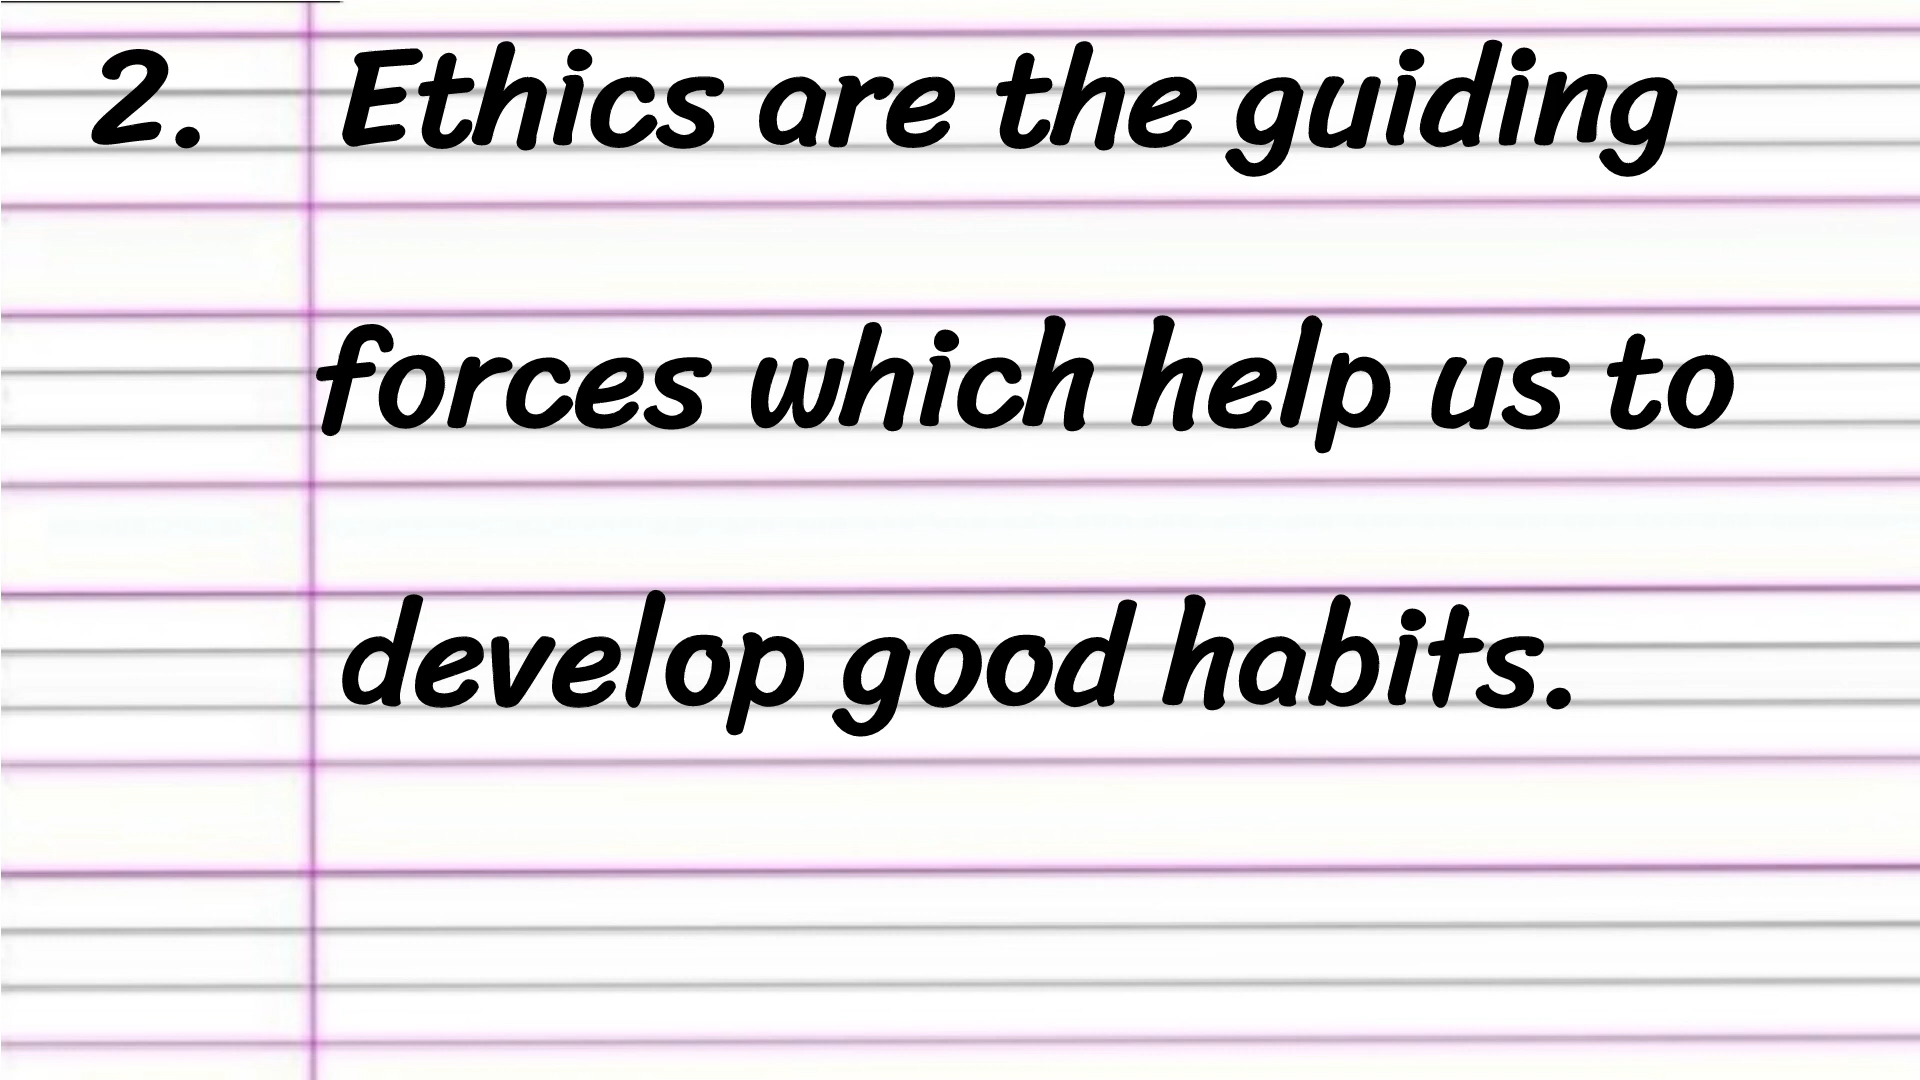 2. Ethics are the guiding
forces which help us to
develop good habits.